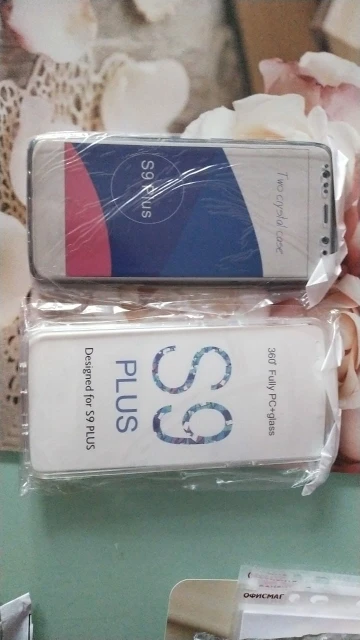 Two crystal case
S9 Plus
360° Fully PC+glass
S9
PLUS
Designed for S9 PLUS
ОФИСМАГ